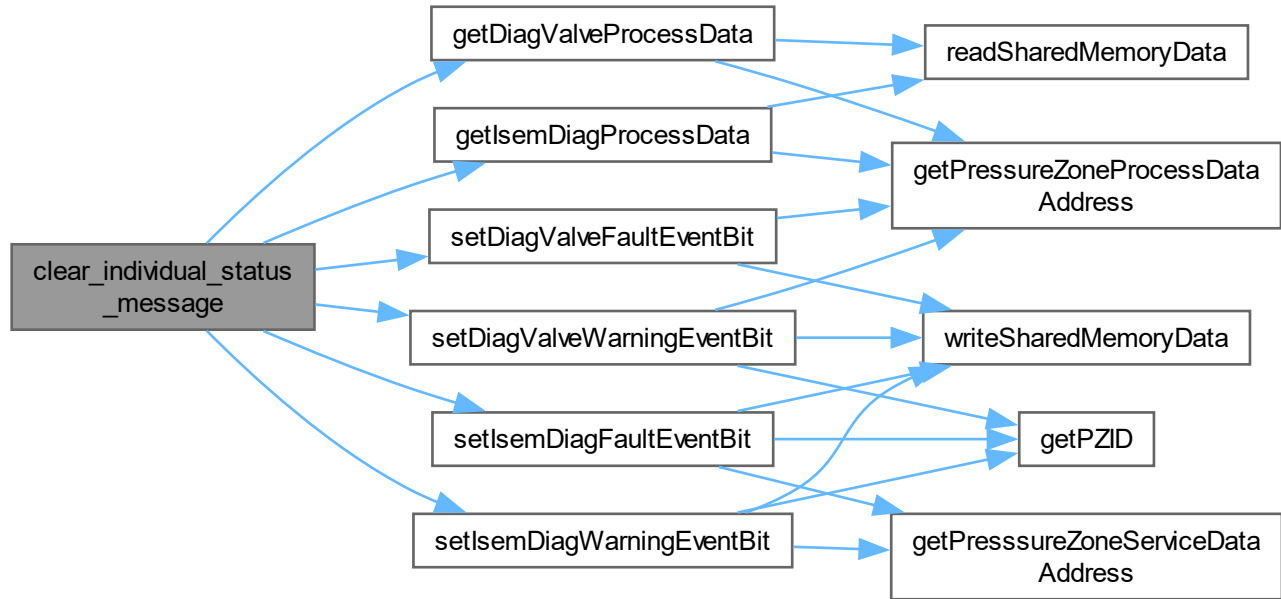 clear_individual_status
_message
getDiagValveProcessData
getIsemDiagProcessData
setDiagValveFaultEventBit
setDiagValveWarningEventBit
setIsemDiagFaultEventBit
setIsemDiagWarningEventBit
readSharedMemoryData
getPressureZoneProcessData
Address
writeSharedMemoryData
getPZID
getPresssureZoneServiceData
Address